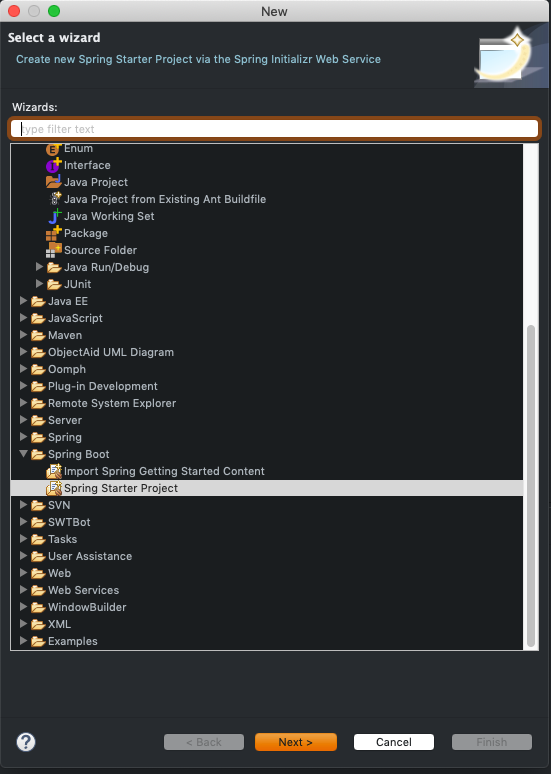 New
Select a wizard
Create new Spring Starter Project via the Spring Initializr Web Service
Wizards:
type filter text
Enum
Interface
Java Project
Java Project from Existing Ant Buildfile
Java Working Set
Package
Source Folder
Java Run/Debug
JUnit
Java EE
JavaScript
Maven
ObjectAid UML Diagram
Oomph
Plug-in Development
Remote System Explorer
Server
Spring
Spring Boot
Import Spring Getting Started Content
Spring Starter Project
SVN
SWTBot
Tasks
User Assistance
Web
Web Services
WindowBuilder
XML
Examples
? < Back Next > Cancel Finish